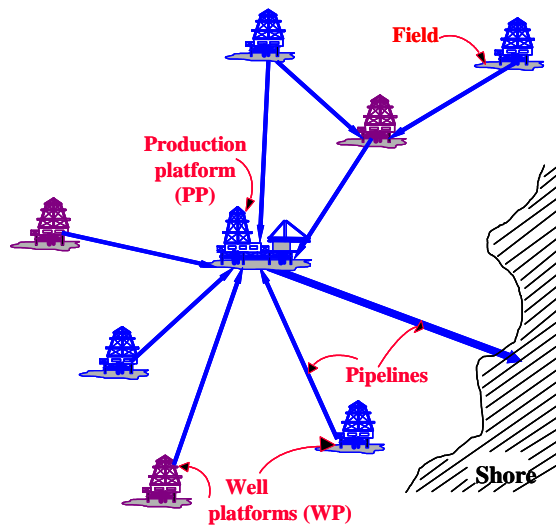 Field
Production
platform
(PP)
Pipelines
Shore
Well
platforms (WP)